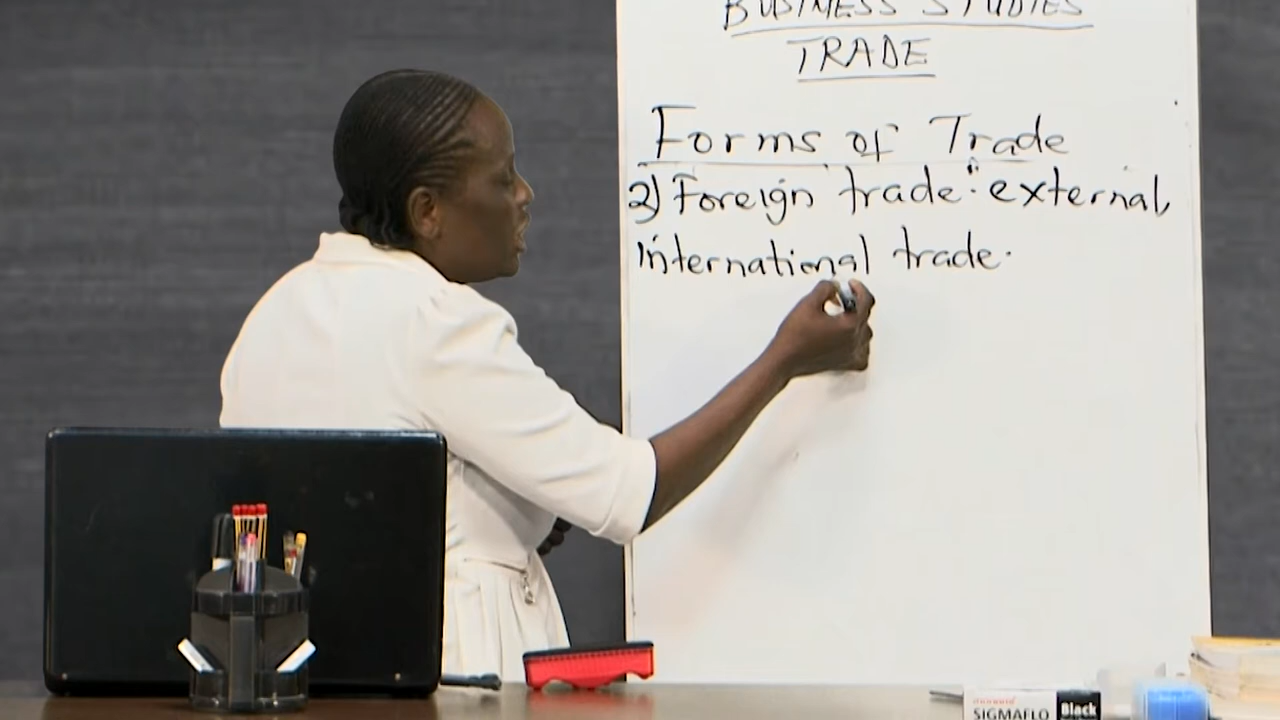 BUSINESS STUDIES
TRADE
Forms of Trade
2) Foreign trade: external,
international trade.
SIGMAFLO Black